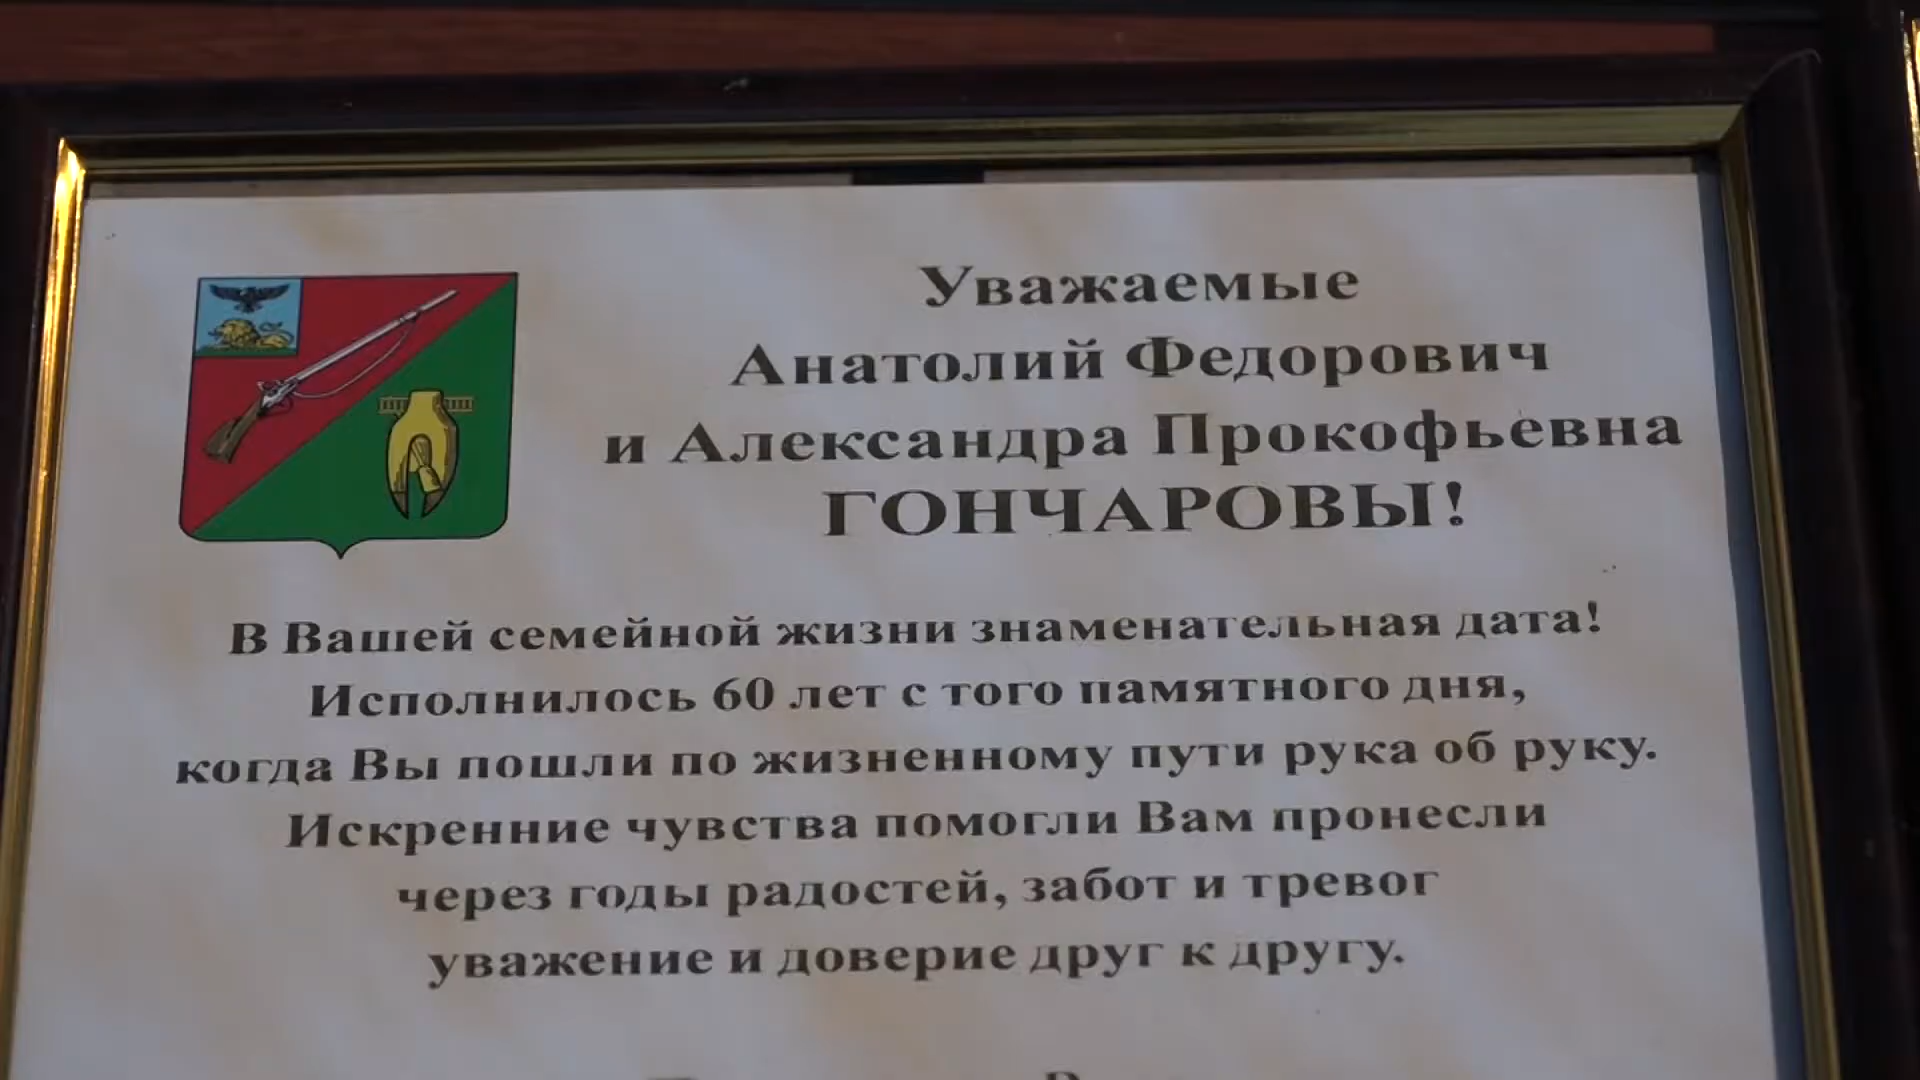 Уважаемые
Анатолий Федорович
и Александра Прокофьевна
ГОНЧАРОВЫ!
В Вашей семейной жизни знаменательная дата!
Исполнилось 60 лет с того памятного дня,
когда Вы пошли по жизненному пути рука об руку.
Искренние чувства помогли Вам пронесли
через годы радостей, забот и тревог
уважение и доверие друг к другу.